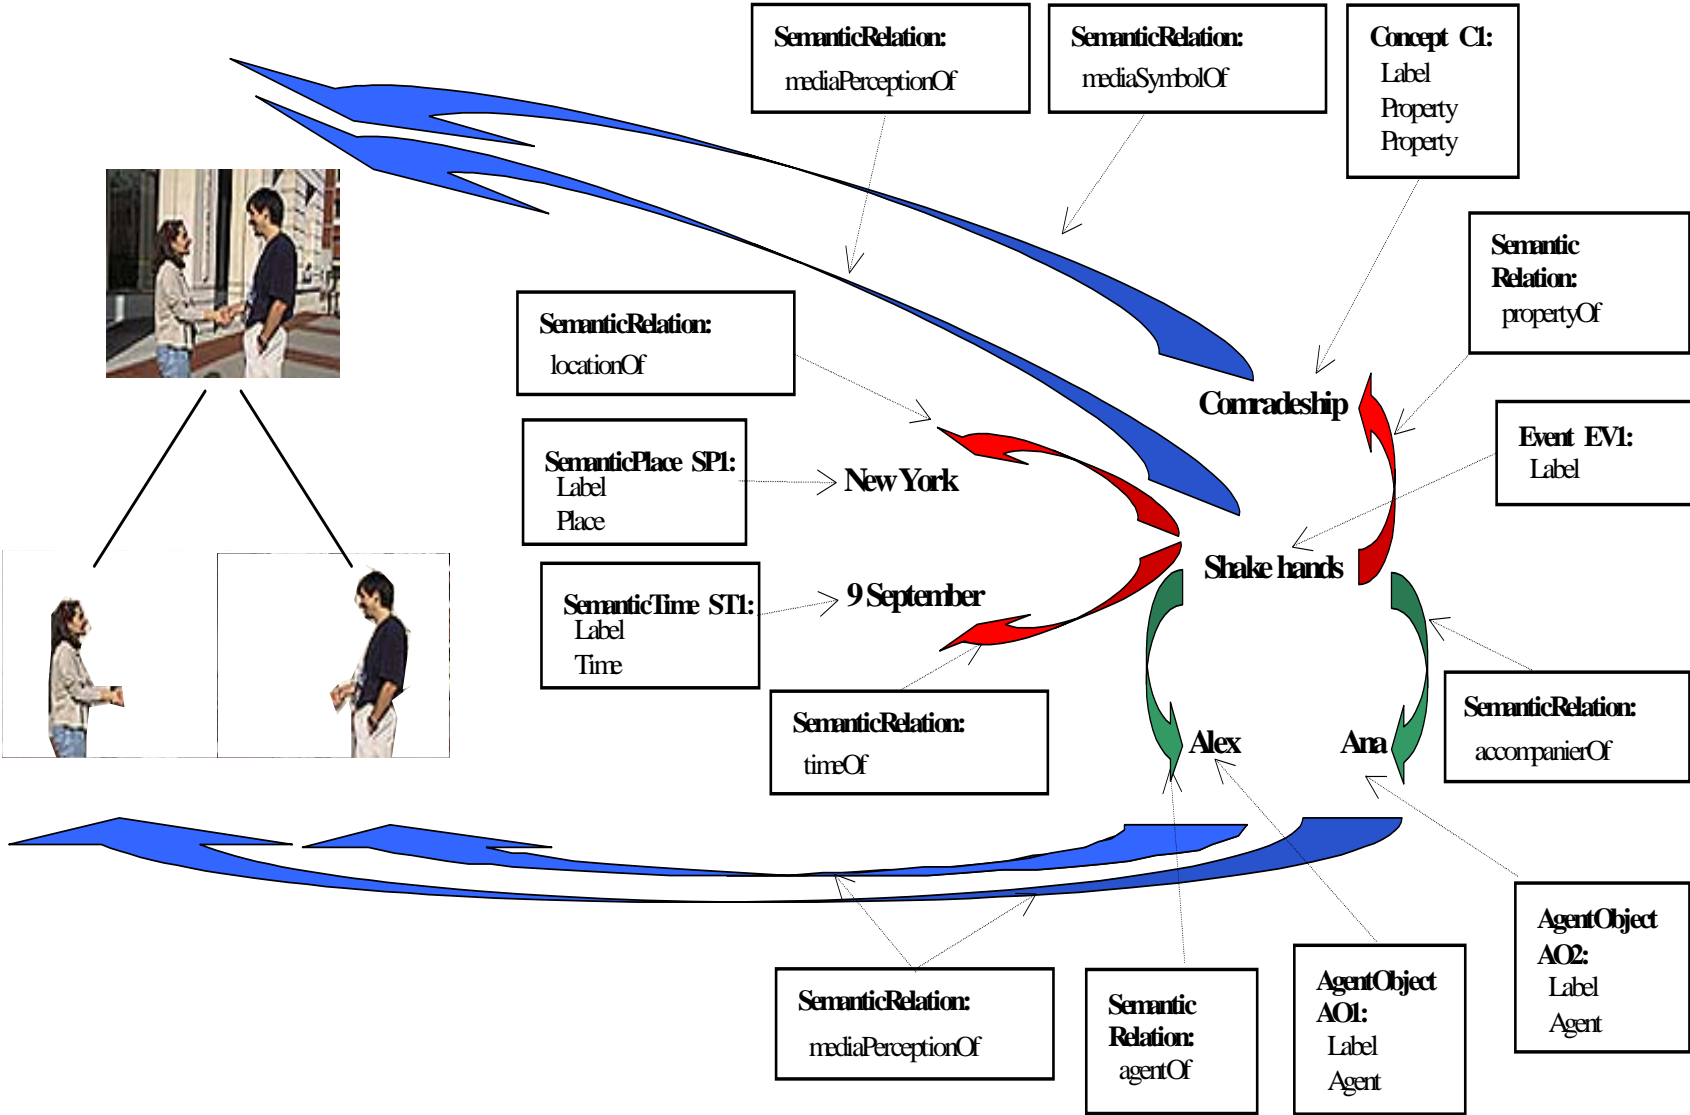 SemanticRelation:
mediaPerceptionOf
SemanticRelation:
mediaSymbolOf
Concept C1:
Label
Property
Property
Semantic
Relation:
propertyOf
SemanticRelation:
locationOf
Comradeship
Event EV1:
Label
SemanticPlace SP1:
Label
Place
New York
Shake hands
SemanticTime ST1:
Label
Time
9 September
SemanticRelation:
timeOf
Alex
Ana
SemanticRelation:
accompanierOf
SemanticRelation:
mediaPerceptionOf
Semantic
Relation:
agentOf
AgentObject
AO1:
Label
Agent
AgentObject
AO2:
Label
Agent